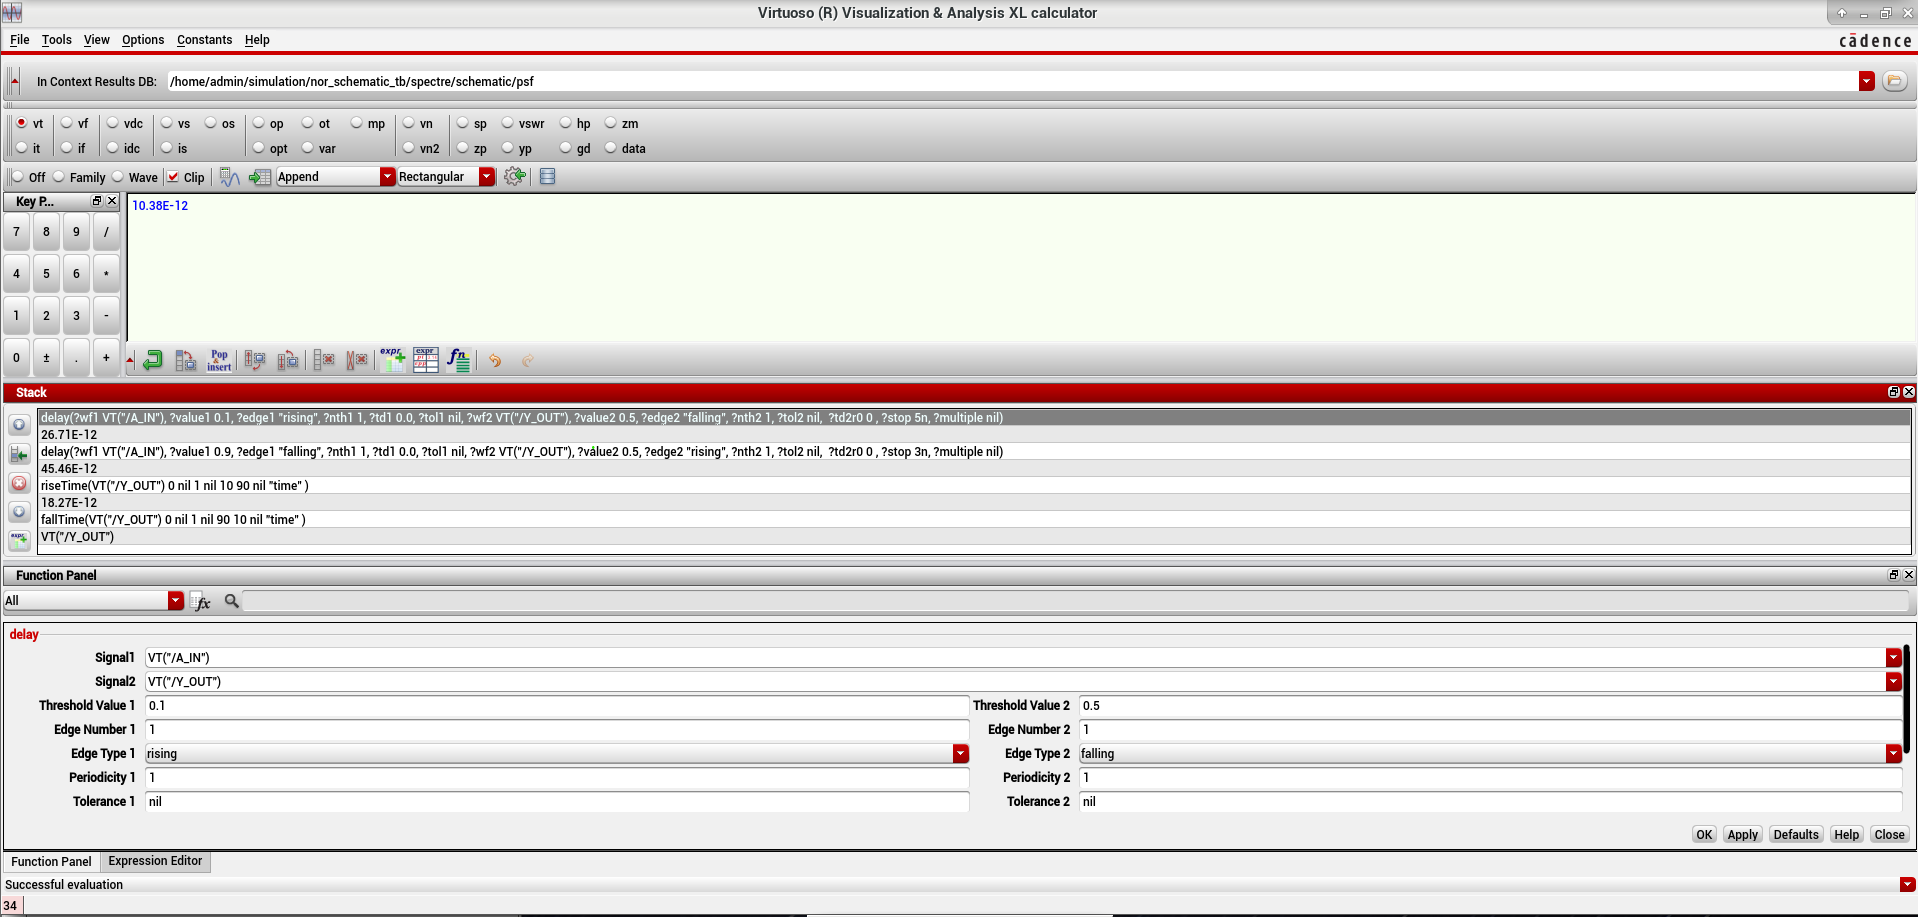 Virtuoso (R) Visualization & Analysis XL calculator
File Tools View Options Constants Help
cādence
In Context Results DB: /home/admin/simulation/nor_schematic_tb/spectre/schematic/psf
vt vf vdc vs os op ot mp vn sp vswr hp zm
it if idc is opt var vn2 zp yp gd data
Off Family Wave Clip Append Rectangular
Key P...
10.38E-12
7 8 9 /
4 5 6 *
1 2 3 -
0 ± . +
Pop & insert
expr
expr
fn
Stack
delay(?wf1 VT("/A_IN"), ?value1 0.1, ?edge1 "rising", ?nth1 1, ?td1 0.0, ?tol1 nil, ?wf2 VT("/Y_OUT"), ?value2 0.5, ?edge2 "falling", ?nth2 1, ?tol2 nil, ?td2r0 0 , ?stop 5n, ?multiple nil)
26.71E-12
delay(?wf1 VT("/A_IN"), ?value1 0.9, ?edge1 "falling", ?nth1 1, ?td1 0.0, ?tol1 nil, ?wf2 VT("/Y_OUT"), ?value2 0.5, ?edge2 "rising", ?nth2 1, ?tol2 nil, ?td2r0 0 , ?stop 3n, ?multiple nil)
45.46E-12
riseTime(VT("/Y_OUT") 0 nil 1 nil 10 90 nil "time" )
18.27E-12
fallTime(VT("/Y_OUT") 0 nil 1 nil 90 10 nil "time" )
expr
VT("/Y_OUT")
Function Panel
All
fx
delay
Signal1 VT("/A_IN")
Signal2 VT("/Y_OUT")
Threshold Value 1 0.1 Threshold Value 2 0.5
Edge Number 1 1 Edge Number 2 1
Edge Type 1 rising Edge Type 2 falling
Periodicity 1 1 Periodicity 2 1
Tolerance 1 nil Tolerance 2 nil
OK Apply Defaults Help Close
Function Panel Expression Editor
Successful evaluation
34